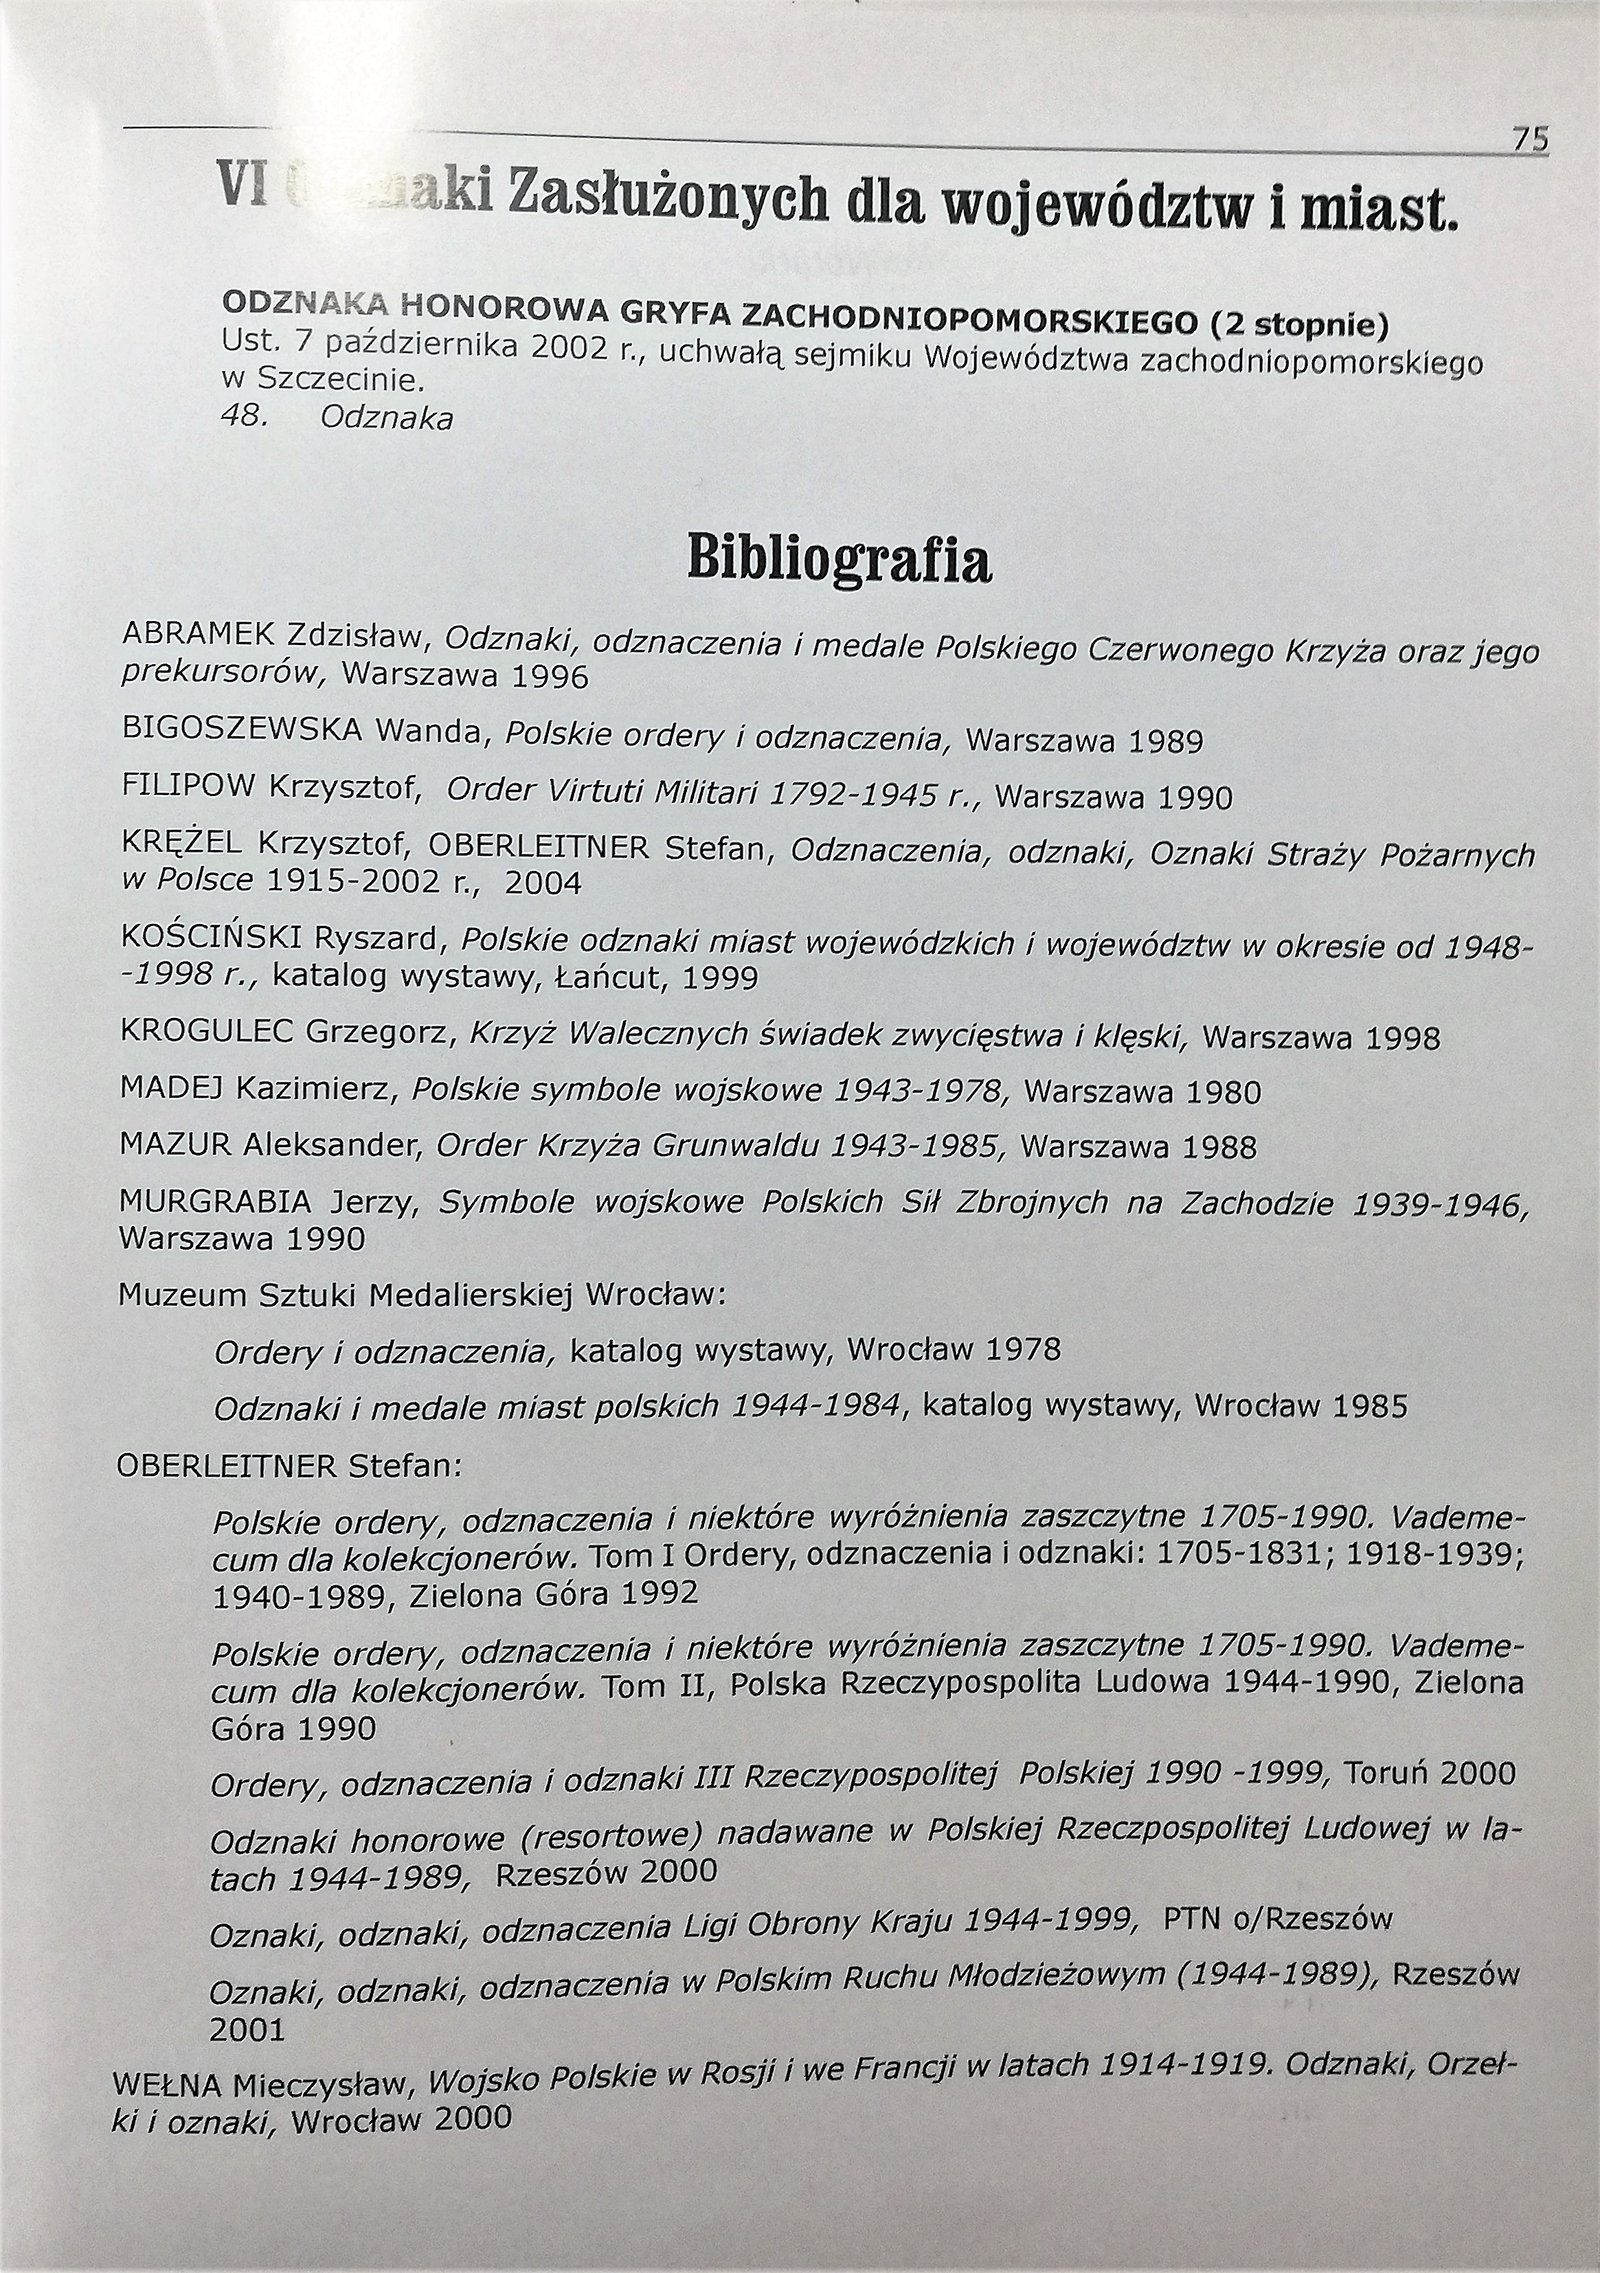 75
VI Odznaki Zasłużonych dla województw i miast.
ODZNAKA HONOROWA GRYFA ZACHODNIOPOMORSKIEGO (2 stopnie)
Ust. 7 października 2002 r., uchwałą sejmiku Województwa zachodniopomorskiego
w Szczecinie.
48. Odznaka
Bibliografia
ABRAMEK Zdzisław, Odznaki, odznaczenia i medale Polskiego Czerwonego Krzyża oraz jego
prekursorów, Warszawa 1996
BIGOSZEWSKA Wanda, Polskie ordery i odznaczenia, Warszawa 1989
FILIPOW Krzysztof, Order Virtuti Militari 1792-1945 r., Warszawa 1990
KRĘŻEL Krzysztof, OBERLEITNER Stefan, Odznaczenia, odznaki, Oznaki Straży Pożarnych
w Polsce 1915-2002 r., 2004
KOŚCIŃSKI Ryszard, Polskie odznaki miast wojewódzkich i województw w okresie od 1948-
-1998 r., katalog wystawy, Łańcut, 1999
KROGULEC Grzegorz, Krzyż Walecznych świadek zwycięstwa i klęski, Warszawa 1998
MADEJ Kazimierz, Polskie symbole wojskowe 1943-1978, Warszawa 1980
MAZUR Aleksander, Order Krzyża Grunwaldu 1943-1985, Warszawa 1988
MURGRABIA Jerzy, Symbole wojskowe Polskich Sił Zbrojnych na Zachodzie 1939-1946,
Warszawa 1990
Muzeum Sztuki Medalierskiej Wrocław:
Ordery i odznaczenia, katalog wystawy, Wrocław 1978
Odznaki i medale miast polskich 1944-1984, katalog wystawy, Wrocław 1985
OBERLEITNER Stefan:
Polskie ordery, odznaczenia i niektóre wyróżnienia zaszczytne 1705-1990. Vademe-
cum dla kolekcjonerów. Tom I Ordery, odznaczenia i odznaki: 1705-1831; 1918-1939;
1940-1989, Zielona Góra 1992
Polskie ordery, odznaczenia i niektóre wyróżnienia zaszczytne 1705-1990. Vademe-
cum dla kolekcjonerów. Tom II, Polska Rzeczypospolita Ludowa 1944-1990, Zielona
Góra 1990
Ordery, odznaczenia i odznaki III Rzeczypospolitej Polskiej 1990 -1999, Toruń 2000
Odznaki honorowe (resortowe) nadawane w Polskiej Rzeczpospolitej Ludowej w la-
tach 1944-1989, Rzeszów 2000
Oznaki, odznaki, odznaczenia Ligi Obrony Kraju 1944-1999, PTN o/Rzeszów
Oznaki, odznaki, odznaczenia w Polskim Ruchu Młodzieżowym (1944-1989), Rzeszów
2001
WEŁNA Mieczysław, Wojsko Polskie w Rosji i we Francji w latach 1914-1919. Odznaki, Orzeł-
ki i oznaki, Wrocław 2000